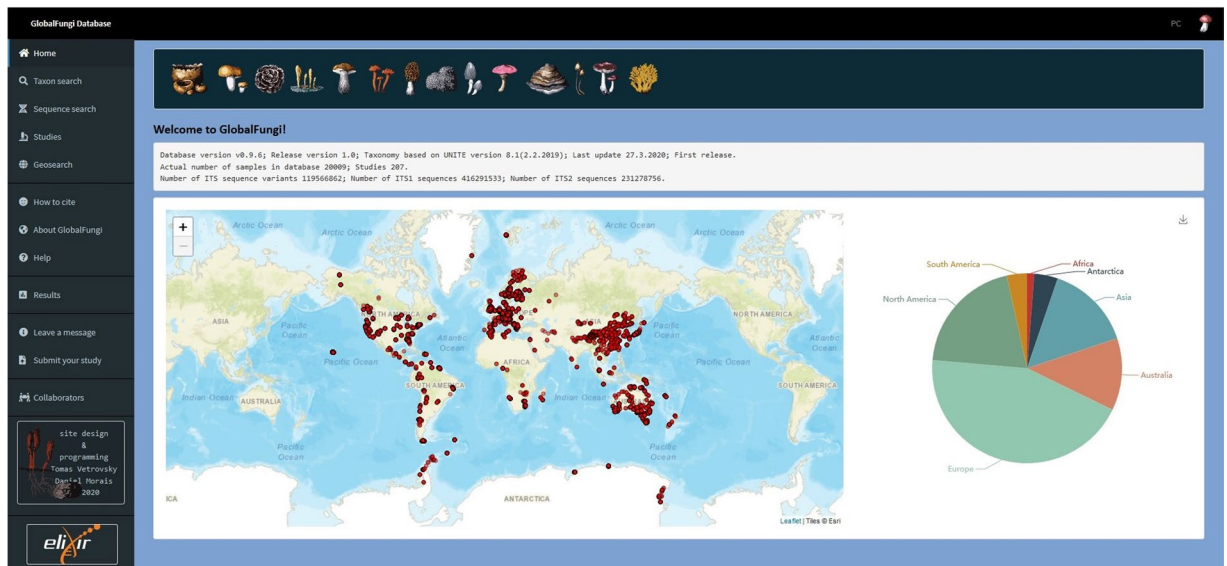 GlobalFungi Database
PC
Home
Taxon search
Sequence search
Studies
Geosearch
How to cite
About GlobalFungi
Help
Results
Leave a message
Submit your study
Collaborators
site design
&
programming
Tomas Vetrovsky
Daniel Morais
2020
elixir
Welcome to GlobalFungi!
Database version v0.9.6; Release version 1.0; Taxonomy based on UNITE version 8.1(2.2.2019); Last update 27.3.2020; First release.
Actual number of samples in database 20009; Studies 207.
Number of ITS sequence variants 119566862; Number of ITS1 sequences 416291533; Number of ITS2 sequences 231278756.
+
−
Arctic Ocean
Arctic Ocean
Arctic Ocean
Arctic Ocean
ASIA
Pacific
Ocean
Atlantic
Ocean
NORTH AMERICA
Pacific
Ocean
Atlantic
Ocean
Pacific Ocean
AFRICA
Pacific Ocean
Indian Ocean
AUSTRALIA
SOUTH AMERICA
Indian Ocean
SOUTH AMERICA
Pacific
Ocean
Pacific
Ocean
ICA
ANTARCTICA
Leaflet | Tiles © Esri
South America
Africa
Antarctica
North America
Asia
Australia
Europe